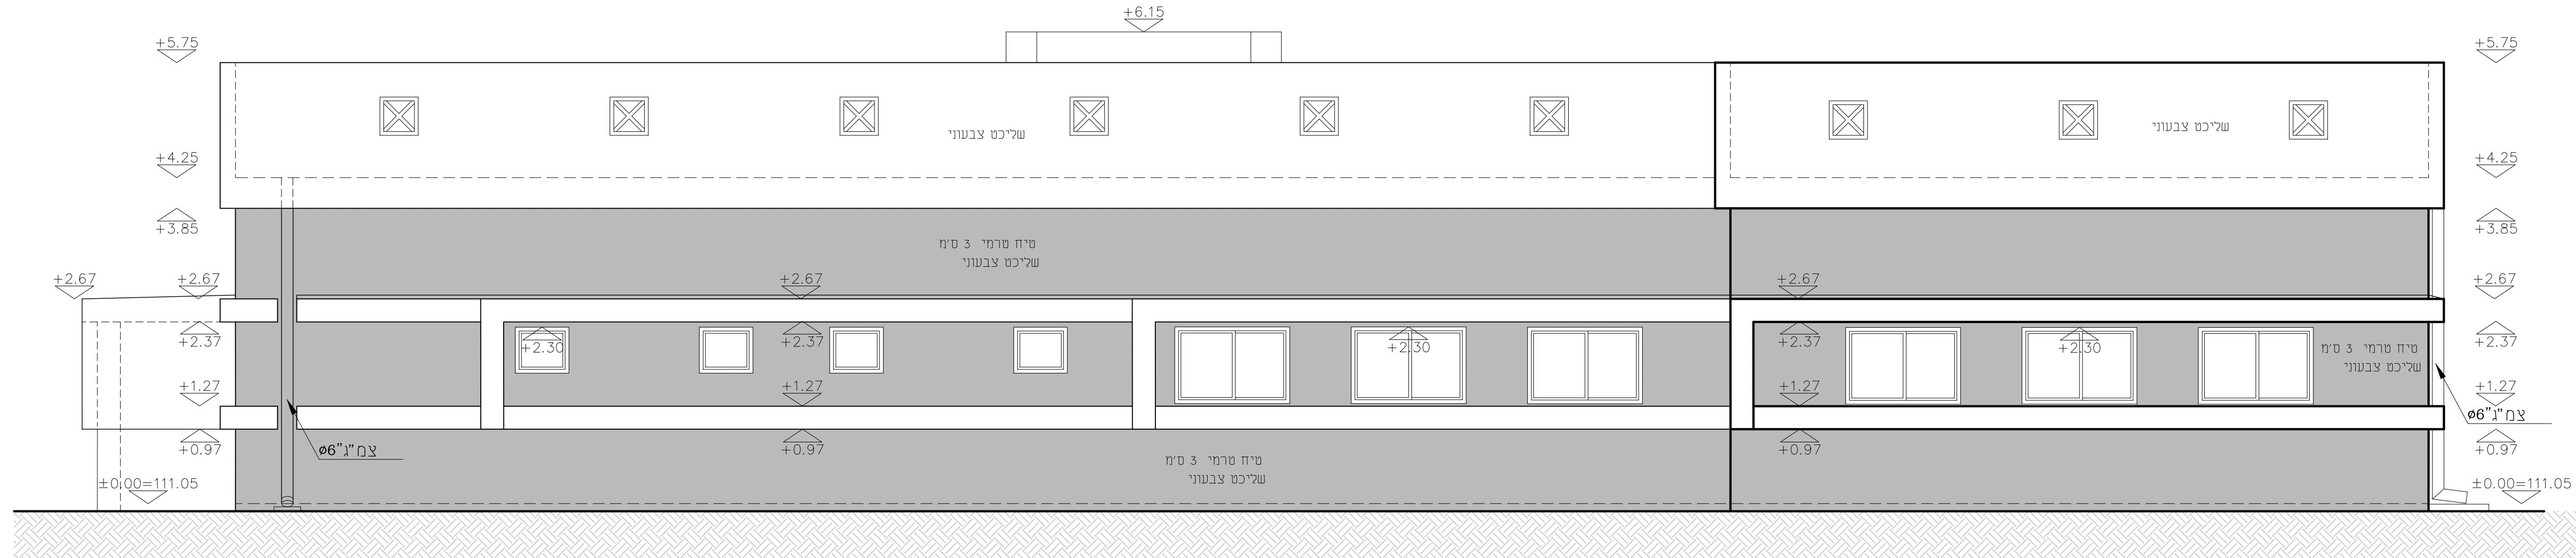 +6.15
+5.75
+5.75
שליכט צבעוני
שליכט צבעוני
+4.25
+4.25
+3.85
+3.85
טיח טרמי 3 ס'מ
שליכט צבעוני
+2.67
+2.67
+2.67
+2.67
+2.67
+2.37
+2.30
+2.37
+2.30
+2.37
+2.30
+2.37
טיח טרמי 3 ס'מ
שליכט צבעוני
+1.27
+1.27
+1.27
+1.27
צמ"ג 6"ø
+0.97
+0.97
+0.97
+0.97
צמ"ג 6"ø
טיח טרמי 3 ס'מ
שליכט צבעוני
±0.00=111.05
±0.00=111.05